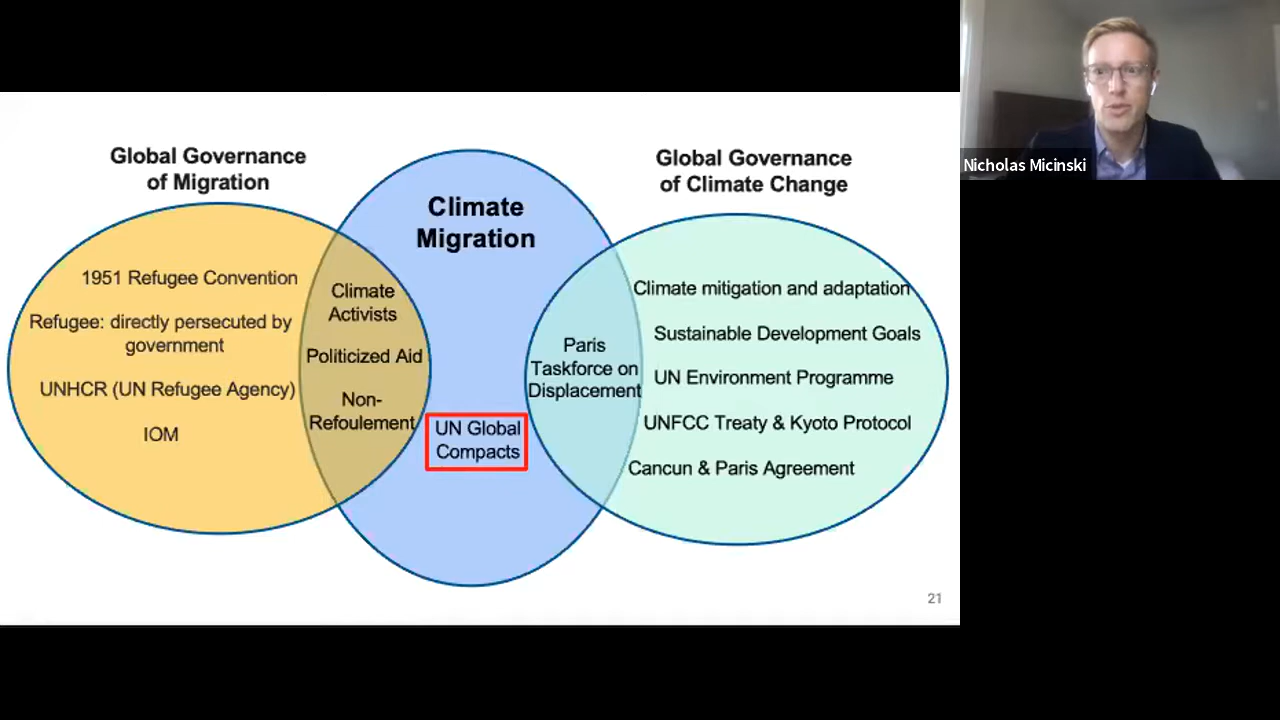 Nicholas Micinski
Global Governance
of Migration
1951 Refugee Convention
Refugee: directly persecuted by
government
UNHCR (UN Refugee Agency)
IOM
Climate
Activists
Politicized Aid
Non-
Refoulement
Climate
Migration
UN Global
Compacts
Paris
Taskforce on
Displacement
Global Governance
of Climate Change
Climate mitigation and adaptation
Sustainable Development Goals
UN Environment Programme
UNFCC Treaty & Kyoto Protocol
Cancun & Paris Agreement
21